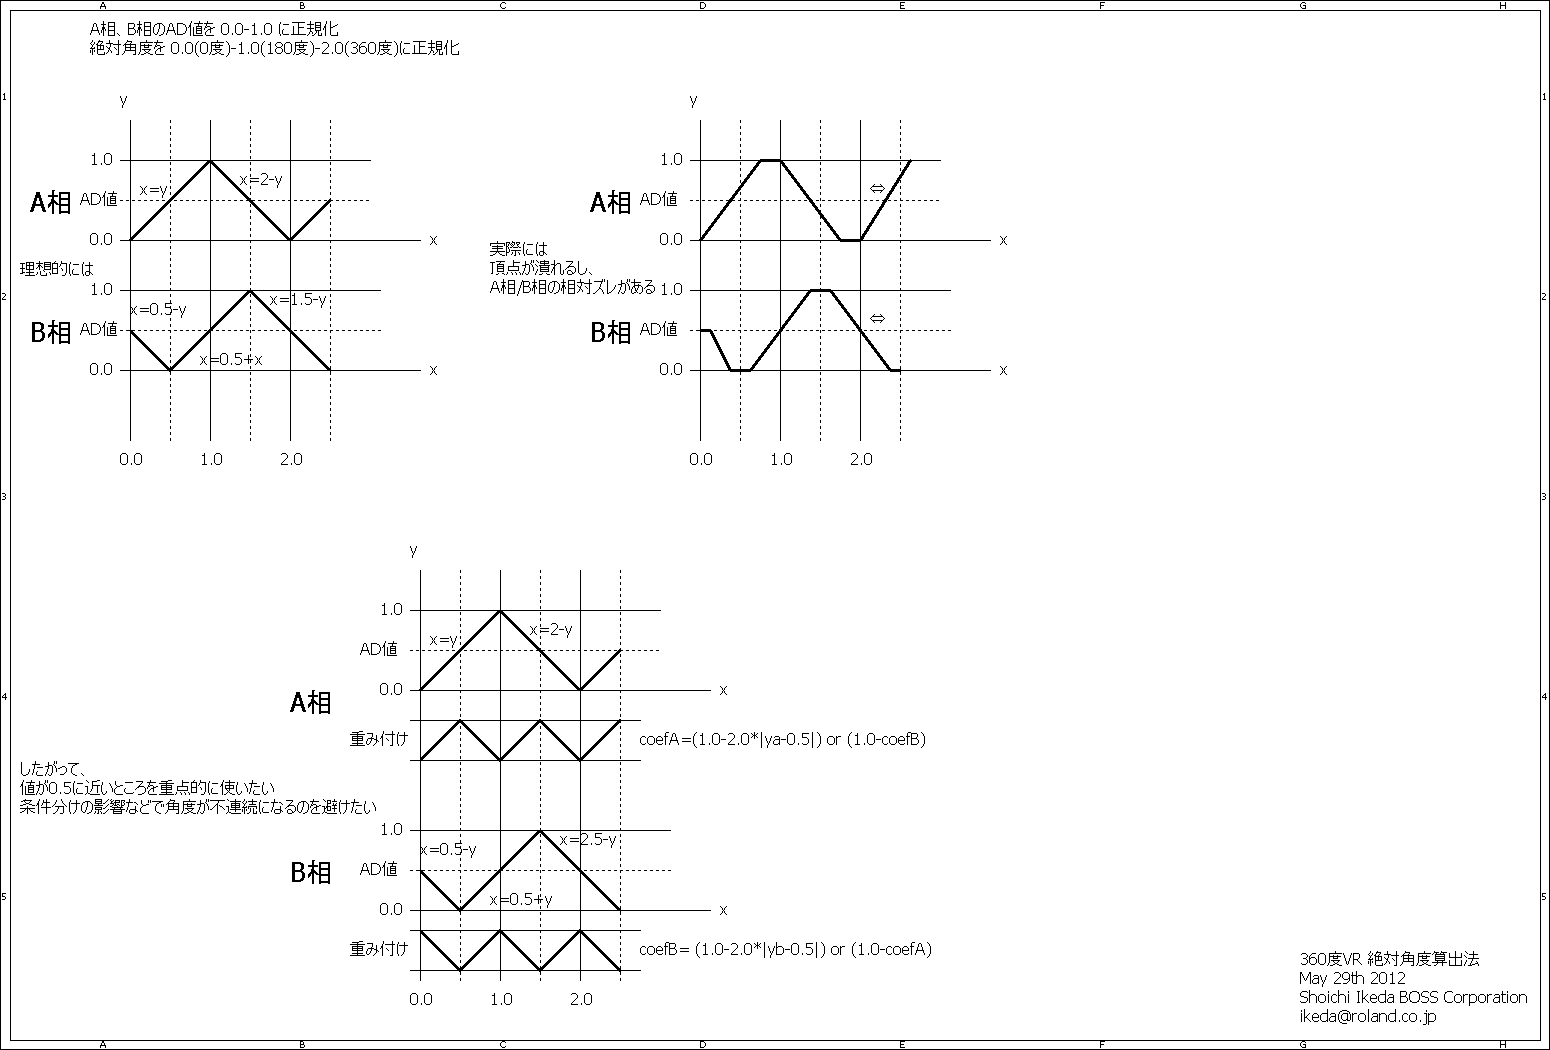 A B C D E F G H
A相、B相のAD値を 0.0-1.0 に正規化
絶対角度を 0.0(0度)-1.0(180度)-2.0(360度)に正規化
1 1
2 2
3 3
4 4
5 5
y
1.0
x=y
x=2-y
A相
AD値
0.0
x
理想的には
1.0
x=0.5-y
x=1.5-y
B相
AD値
x=0.5+x
0.0
x
0.0 1.0 2.0
y
1.0
⇔
A相
AD値
0.0
x
実際には
頂点が潰れるし、
A相/B相の相対ズレがある
1.0
⇔
B相
AD値
0.0
x
0.0 1.0 2.0
y
1.0
x=2-y
x=y
AD値
0.0
x
A相
重み付け
coefA=(1.0-2.0*|ya-0.5|) or (1.0-coefB)
したがって、
値が0.5に近いところを重点的に使いたい
条件分けの影響などで角度が不連続になるのを避けたい
1.0
x=2.5-y
x=0.5-y
B相
AD値
x=0.5+y
0.0
x
重み付け
coefB= (1.0-2.0*|yb-0.5|) or (1.0-coefA)
0.0 1.0 2.0
360度VR 絶対角度算出法
May 29th 2012
Shoichi Ikeda BOSS Corporation
ikeda@roland.co.jp
A B C D E F G H